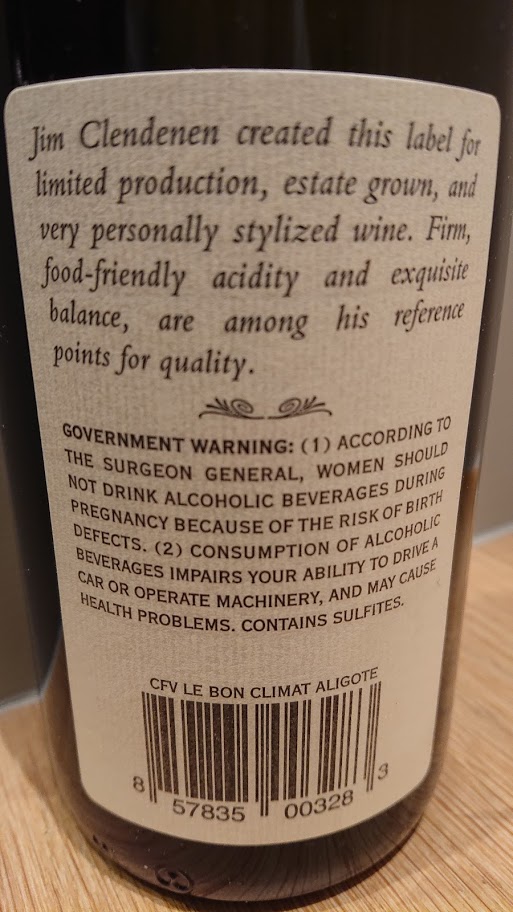 Jim Clendenen created this label for
limited production, estate grown, and
very personally stylized wine. Firm,
food-friendly acidity and exquisite
balance, are among his reference
points for quality.
GOVERNMENT WARNING: (1) ACCORDING TO
THE SURGEON GENERAL, WOMEN SHOULD
NOT DRINK ALCOHOLIC BEVERAGES DURING
PREGNANCY BECAUSE OF THE RISK OF BIRTH
DEFECTS. (2) CONSUMPTION OF ALCOHOLIC
BEVERAGES IMPAIRS YOUR ABILITY TO DRIVE A
CAR OR OPERATE MACHINERY, AND MAY CAUSE
HEALTH PROBLEMS. CONTAINS SULFITES.
CFV LE BON CLIMAT ALIGOTE
8 57835 00328 3